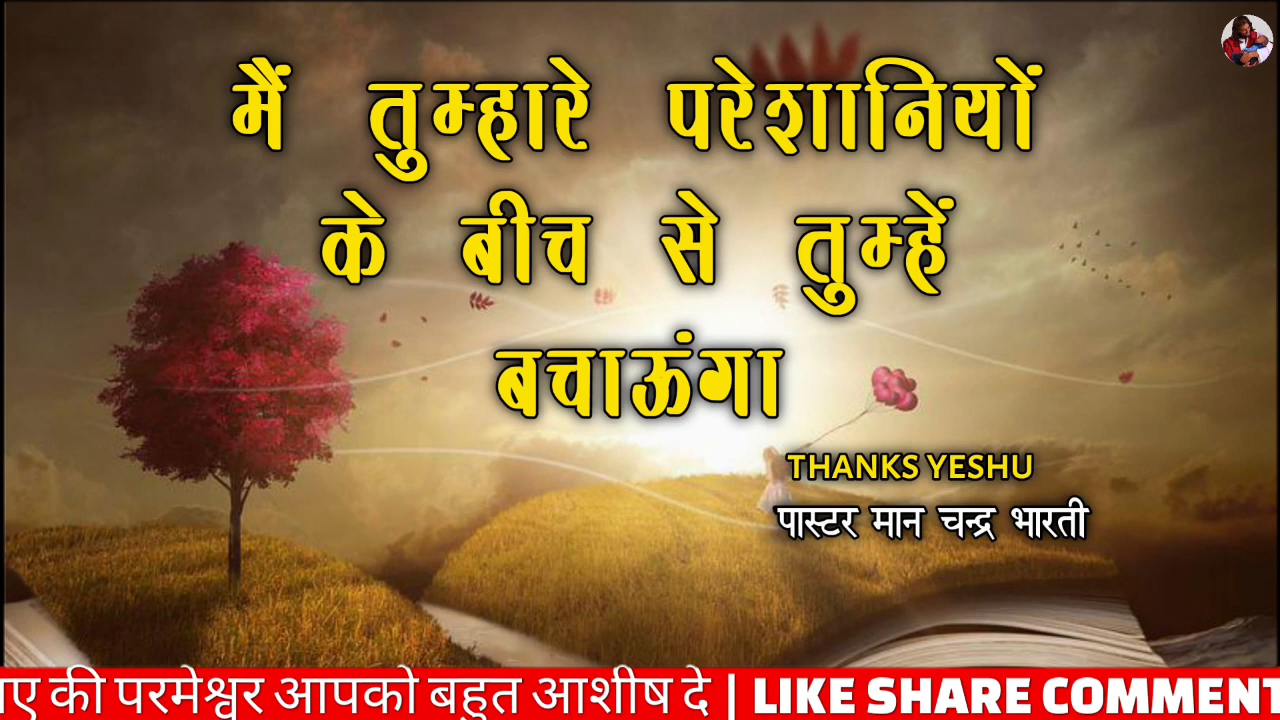 मैं तुम्हारे परेशानियों
के बीच से तुम्हें
बचाऊंगा
THANKS YESHU
पास्टर मान चन्द्र भारती
की परमेश्वर आपको बहुत आशीष दे | LIKE SHARE COMMENT